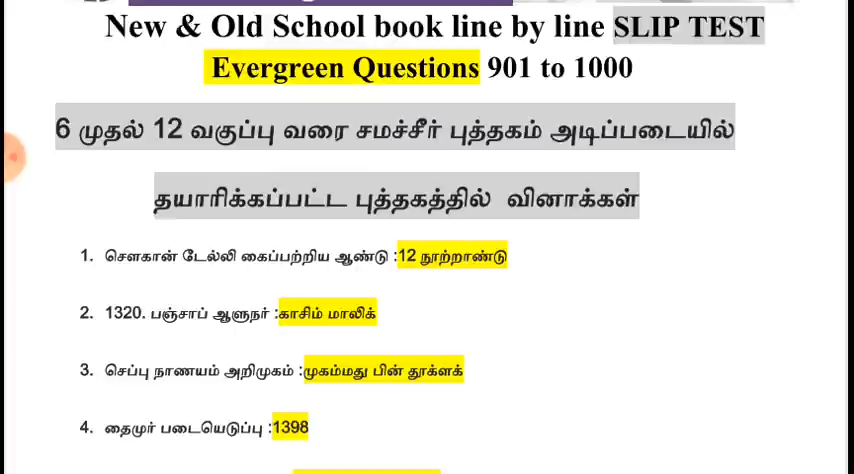 New & Old School book line by line SLIP TEST
Evergreen Questions 901 to 1000
6 முதல் 12 வகுப்பு வரை சமச்சீர் புத்தகம் அடிப்படையில்
தயாரிக்கப்பட்ட புத்தகத்தில் வினாக்கள்
1. சௌகான் டேல்லி கைப்பற்றிய ஆண்டு :12 நூற்றாண்டு
2. 1320. பஞ்சாப் ஆளுநர் :காசிம் மாலிக்
3. செப்பு நாணயம் அறிமுகம் :முகம்மது பின் தூக்ளக்
4. தைமுர் படையெடுப்பு :1398